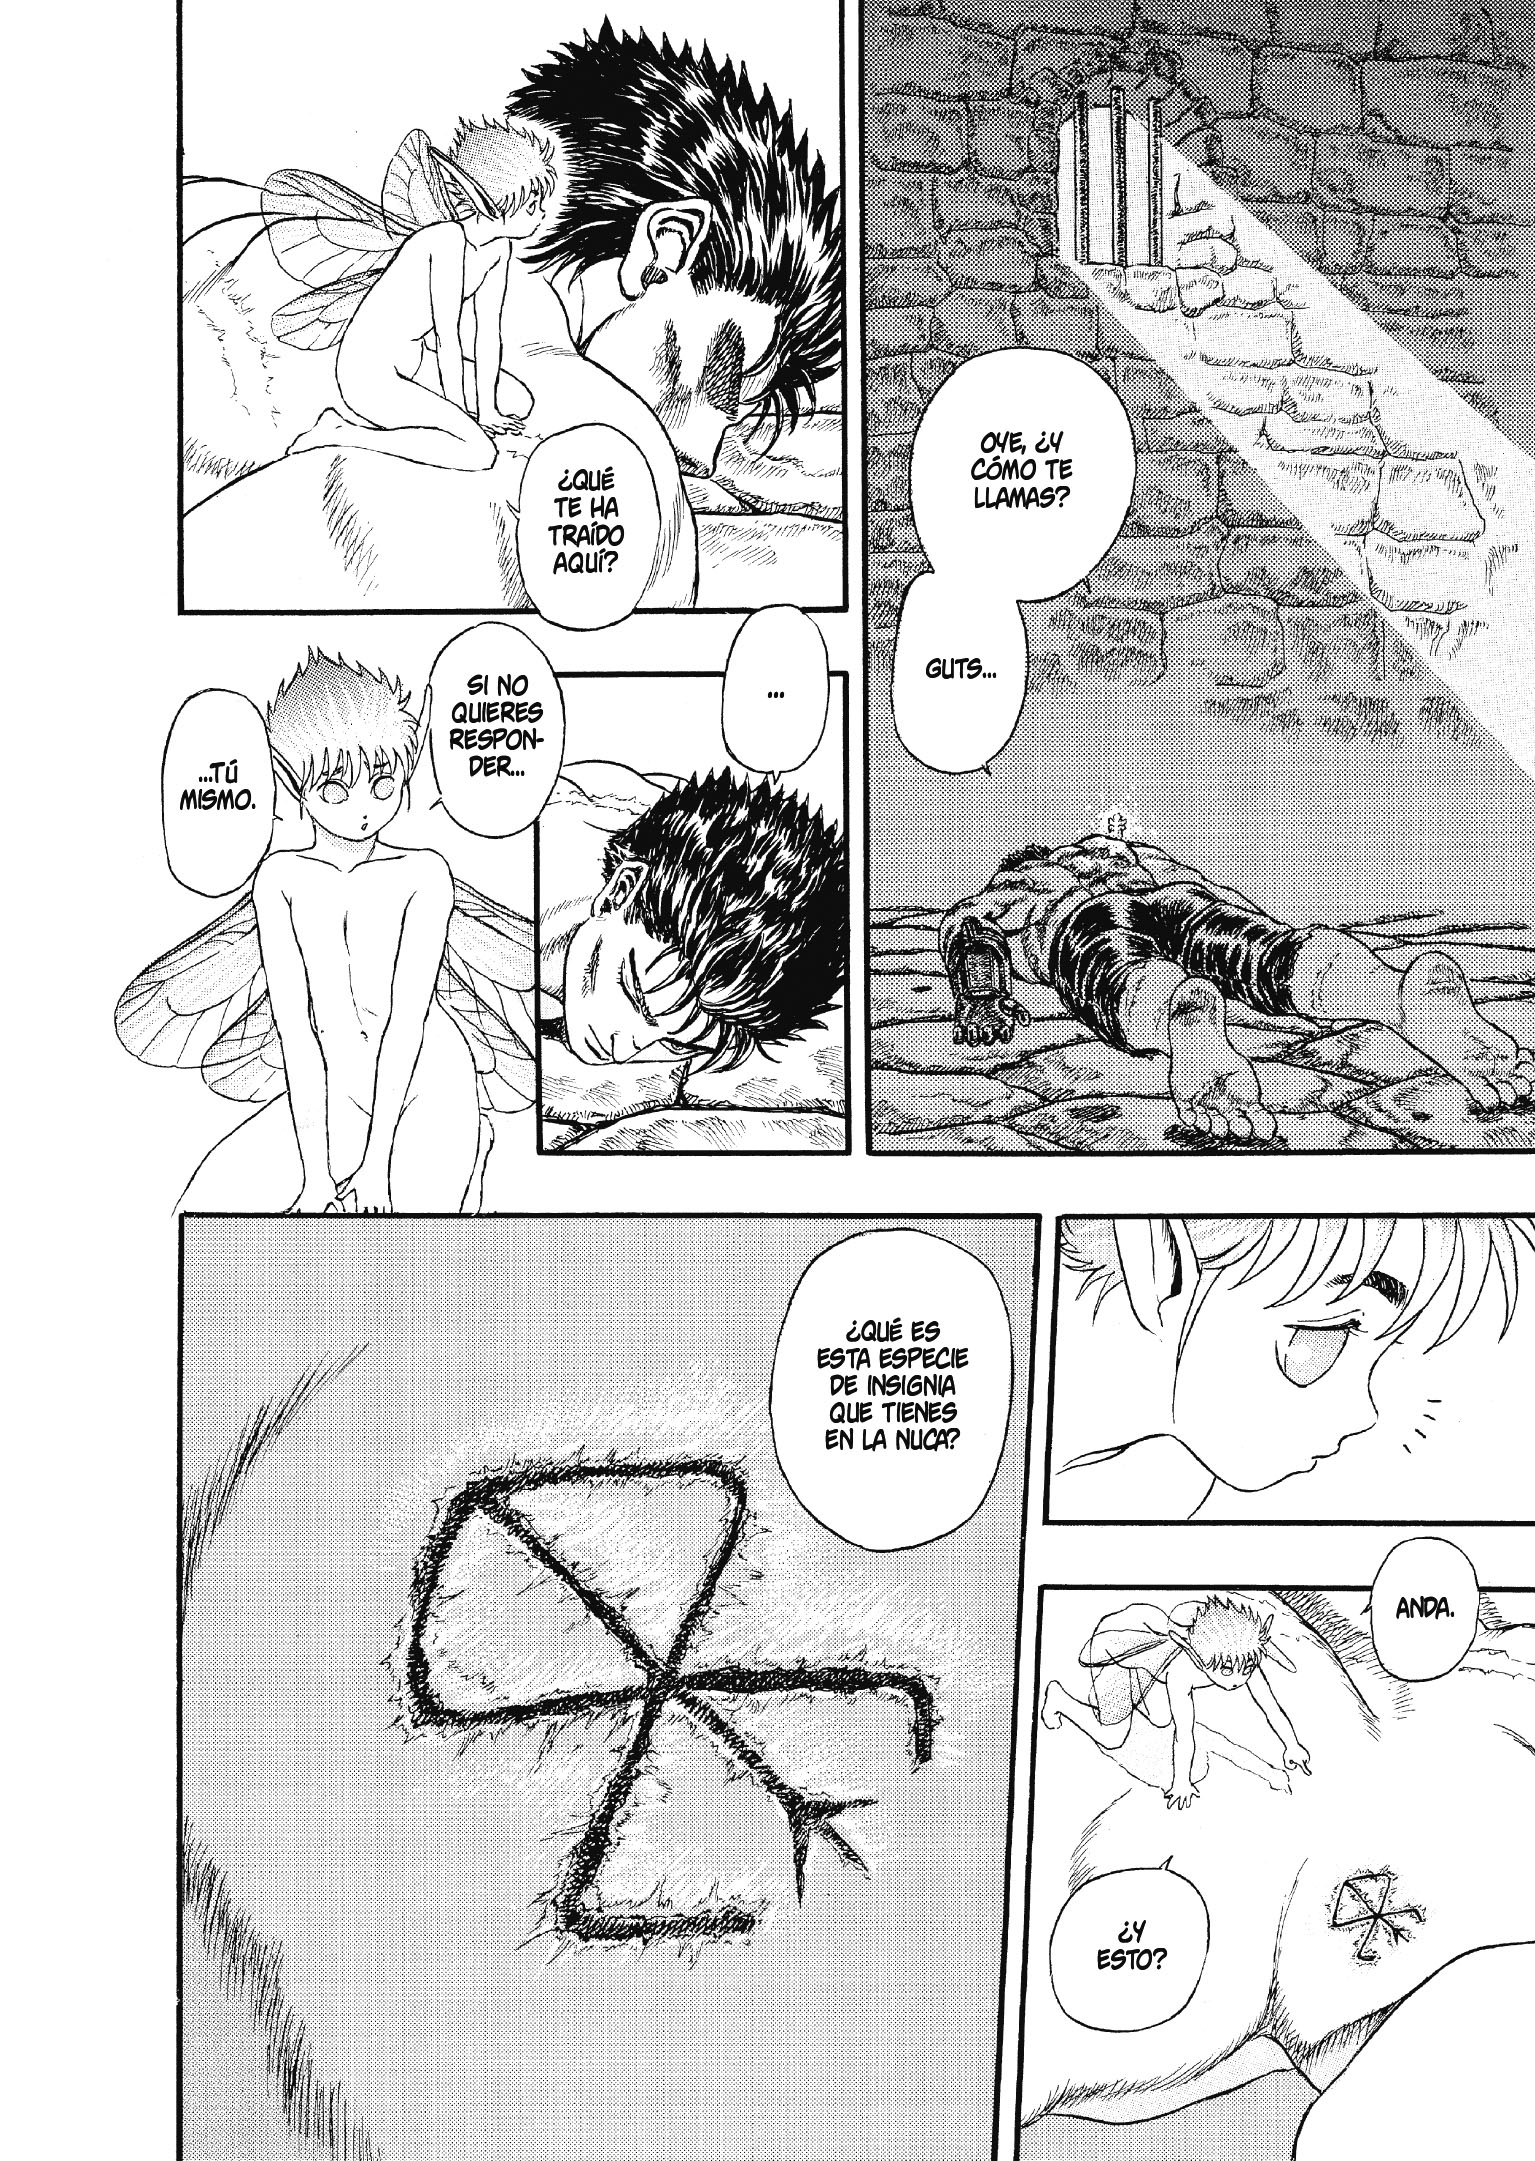 OYE, ¿Y
CÓMO TE
LLAMAS?
GUTS...
¿QUÉ
TE HA
TRAÍDO
AQUÍ?
...
SI NO
QUIERES
RESPON-
DER...
...TÚ
MISMO.
ANDA.
¿Y
ESTO?
¿QUÉ ES
ESTA ESPECIE
DE INSIGNIA
QUE TIENES
EN LA NUCA?